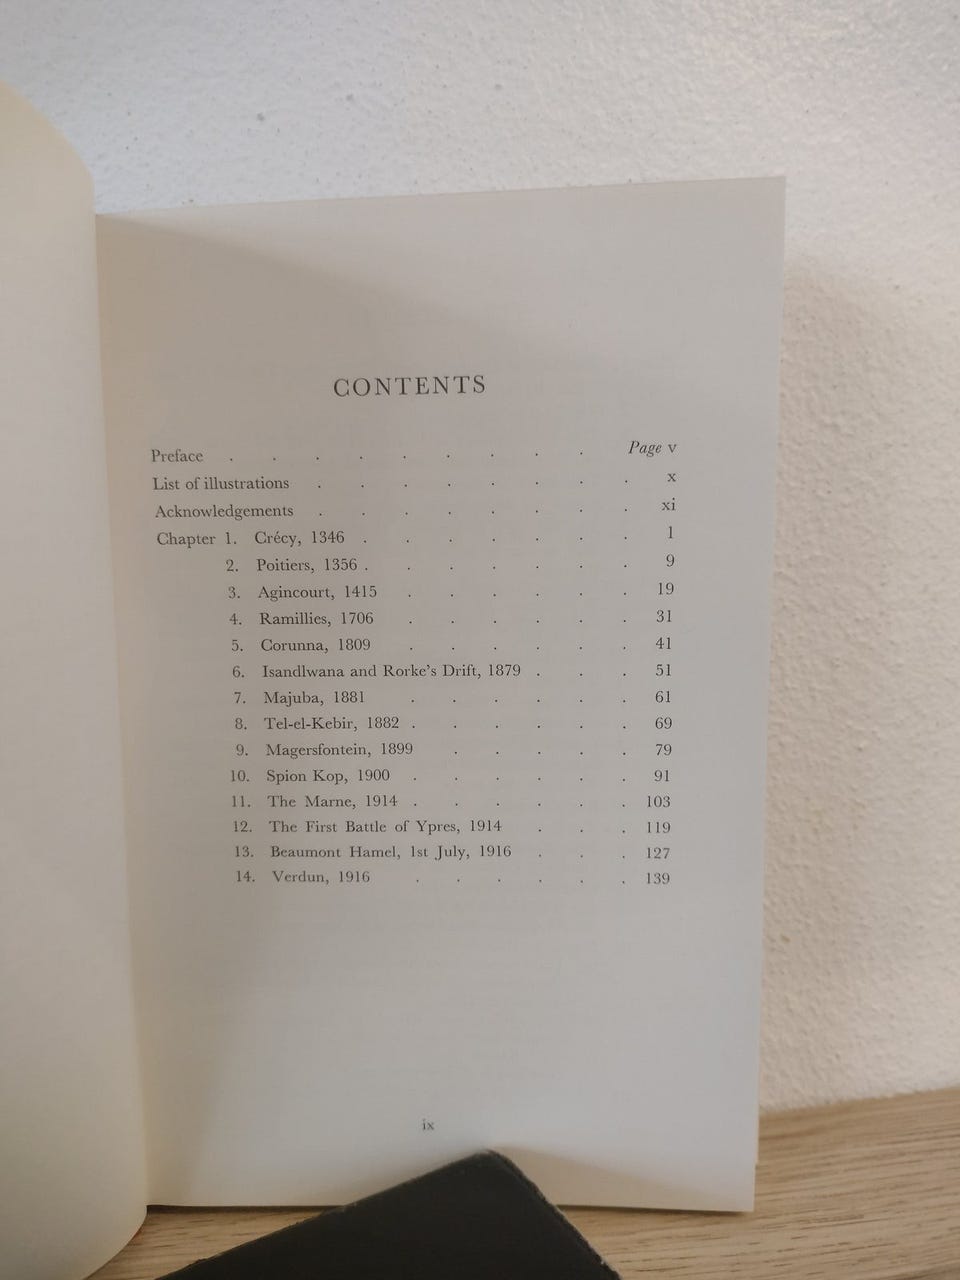 CONTENTS
Preface . . . . . . . . . Page v
List of illustrations . . . . . . . . x
Acknowledgements . . . . . . . . xi
Chapter 1. Crécy, 1346 . . . . . . . 1
2. Poitiers, 1356 . . . . . . . 9
3. Agincourt, 1415 . . . . . . 19
4. Ramillies, 1706 . . . . . . 31
5. Corunna, 1809 . . . . . . 41
6. Isandlwana and Rorke's Drift, 1879 . . . 51
7. Majuba, 1881 . . . . . . 61
8. Tel-el-Kebir, 1882 . . . . . . 69
9. Magersfontein, 1899 . . . . . 79
10. Spion Kop, 1900 . . . . . . 91
11. The Marne, 1914 . . . . . . 103
12. The First Battle of Ypres, 1914 . . . 119
13. Beaumont Hamel, 1st July, 1916 . . . 127
14. Verdun, 1916 . . . . . . 139
ix